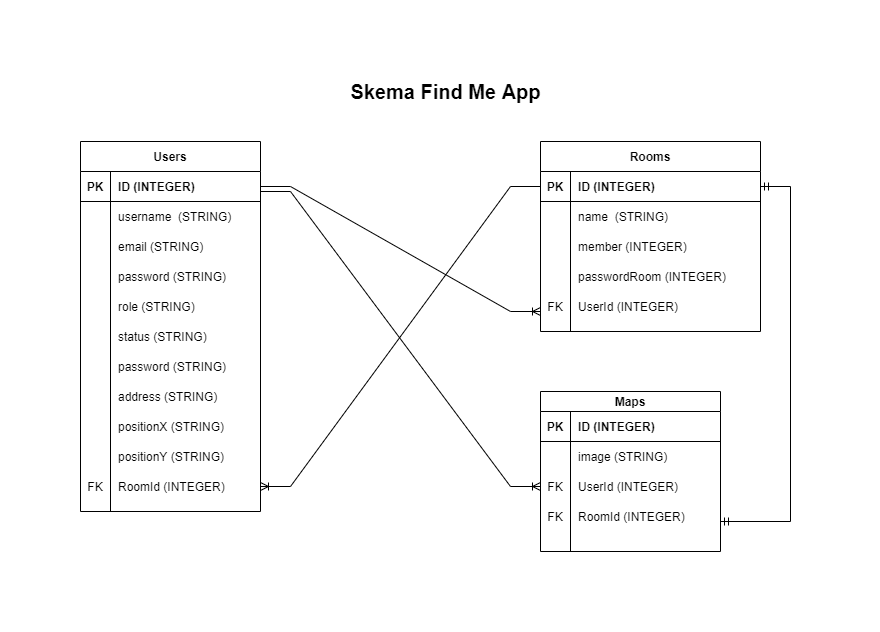 Skema Find Me App
Users
PK ID (INTEGER)
username (STRING)
email (STRING)
password (STRING)
role (STRING)
status (STRING)
password (STRING)
address (STRING)
positionX (STRING)
positionY (STRING)
FK RoomId (INTEGER)
Rooms
PK ID (INTEGER)
name (STRING)
member (INTEGER)
passwordRoom (INTEGER)
FK UserId (INTEGER)
Maps
PK ID (INTEGER)
image (STRING)
FK UserId (INTEGER)
FK RoomId (INTEGER)